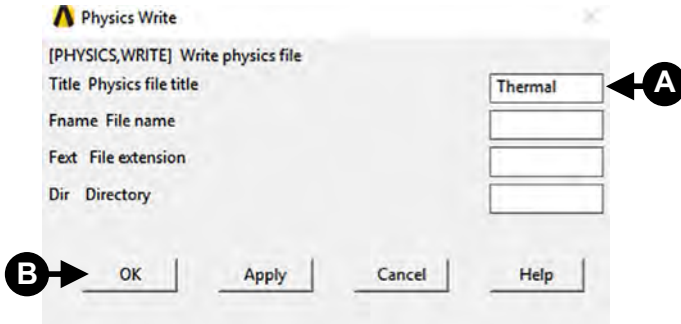 Physics Write
[PHYSICS,WRITE] Write physics file
Title Physics file title Thermal A
Fname File name
Fext File extension
Dir Directory
B OK Apply Cancel Help